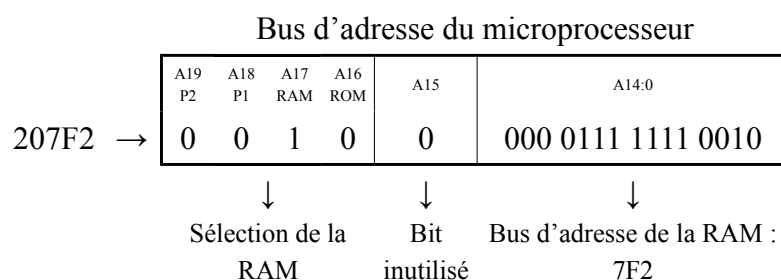 Bus d’adresse du microprocesseur
A19 A18 A17 A16 A15 A14:0
P2 P1 RAM ROM
207F2 → 0 0 1 0 0 000 0111 1111 0010
↓ ↓ ↓
Sélection de la Bit Bus d’adresse de la RAM :
RAM inutilisé 7F2